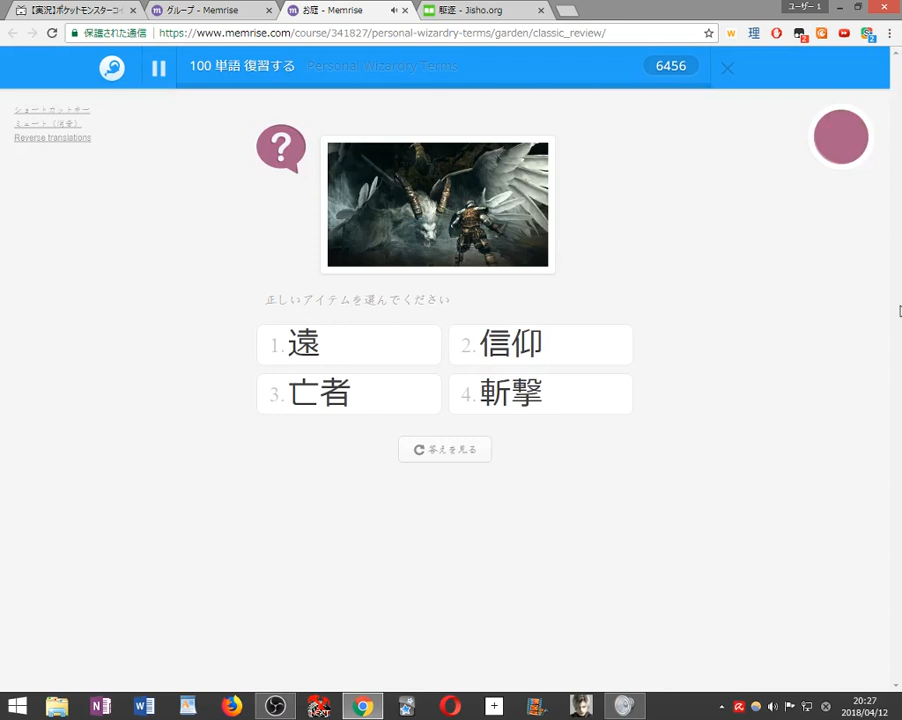 【実況】ポケットモンスターコイ
グループ - Memrise
お庭 - Memrise
駆逐 - Jisho.org
ユーザー 1
保護された通信
https://www.memrise.com/course/341827/personal-wizardry-terms/garden/classic_review/
100 単語 復習する
Personal Wizardry Terms
6456
ショートカットキー
ミュート（消音）
Reverse translations
?
正しいアイテムを選んでください
1. 遠
2. 信仰
3. 亡者
4. 斬撃
答えを見る
20:27
2018/04/12